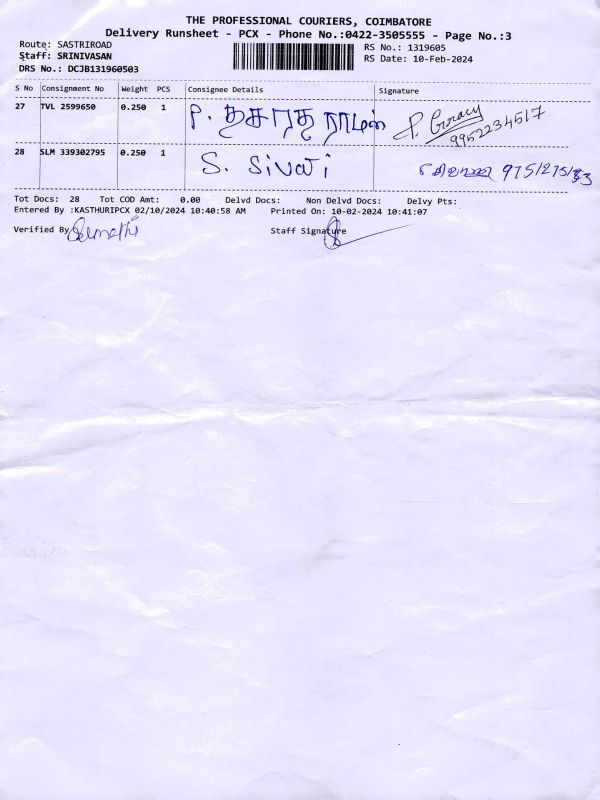 THE PROFESSIONAL COURIERS, COIMBATORE
Delivery Runsheet - PCX - Phone No.:0422-3505555 - Page No.:3
Route: SASTRIROAD RS No.: 1319605
Staff: SRINIVASAN RS Date: 10-Feb-2024
DRS No.: DCJB131960503
S No Consignment No Weight PCS Consignee Details Signature
27 TVL 2599650 0.250 1 P. தசரத ராமன் P. 9952234517
28 SLM 339302795 0.250 1 S. Sivaji
Tot Docs: 28 Tot COD Amt: 0.00 Delvd Docs: Non Delvd Docs: Delvy Pts:
Entered By :KASTHURIPCX 02/10/2024 10:40:58 AM Printed On: 10-02-2024 10:41:07
Verified By Staff Signature